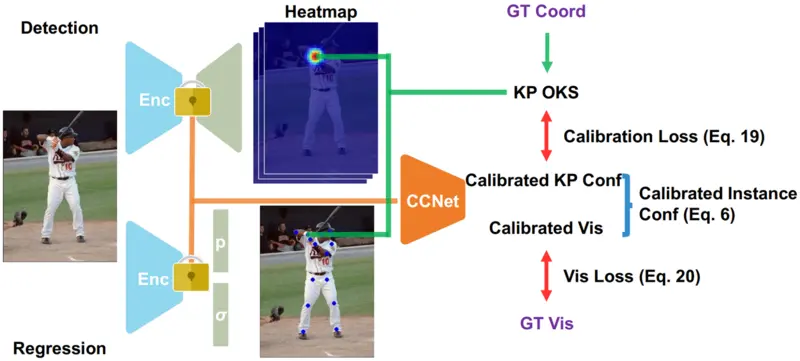 Detection
Heatmap
GT Coord
Enc
KP OKS
Calibration Loss (Eq. 19)
10
CCNet
Calibrated KP Conf
Calibrated Instance
Conf (Eq. 6)
Calibrated Vis
Enc
p
σ
Vis Loss (Eq. 20)
GT Vis
Regression